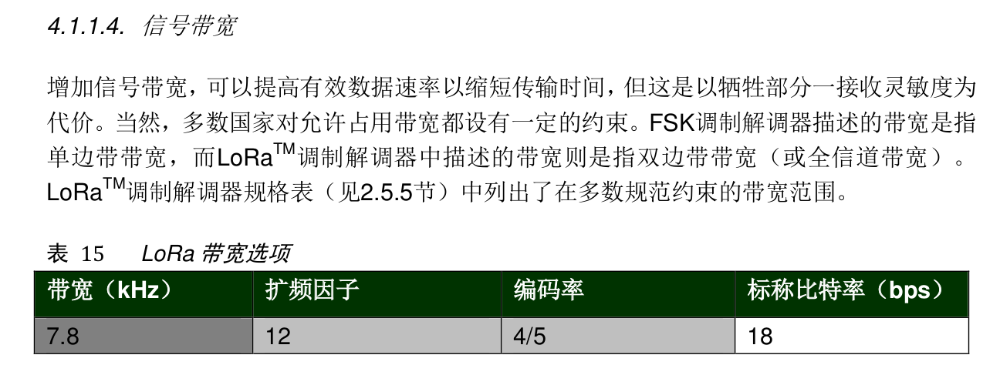 4.1.1.4. 信号带宽
增加信号带宽，可以提高有效数据速率以缩短传输时间，但这是以牺牲部分一接收灵敏度为
代价。当然，多数国家对允许占用带宽都设有一定的约束。FSK调制解调器描述的带宽是指
单边带带宽，而LoRaTM调制解调器中描述的带宽则是指双边带带宽（或全信道带宽）。
LoRaTM调制解调器规格表（见2.5.5节）中列出了在多数规范约束的带宽范围。
表 15 LoRa 带宽选项
带宽（kHz） 扩频因子 编码率 标称比特率（bps）
7.8 12 4/5 18